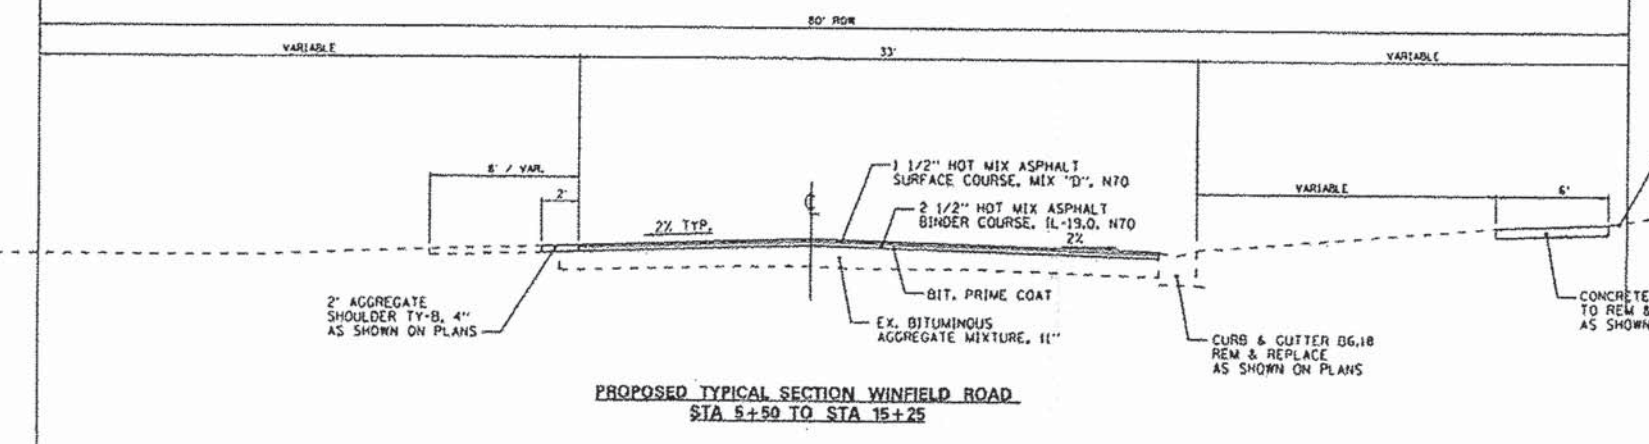 80' ROW
VARIABLE
33'
VARIABLE
8' / VAR.
2'
2% TYP.
℄
1 1/2" HOT MIX ASPHALT
SURFACE COURSE, MIX "D", N70
2 1/2" HOT MIX ASPHALT
BINDER COURSE, IL-19.0, N70
2%
VARIABLE
6'
BIT. PRIME COAT
EX. BITUMINOUS
AGGREGATE MIXTURE, 11"
2' AGGREGATE
SHOULDER TY-B, 4"
AS SHOWN ON PLANS
CURB & GUTTER B6.18
REM & REPLACE
AS SHOWN ON PLANS
CONCRETE
TO REM &
AS SHOWN
PROPOSED TYPICAL SECTION WINFIELD ROAD
STA 5+50 TO STA 15+25